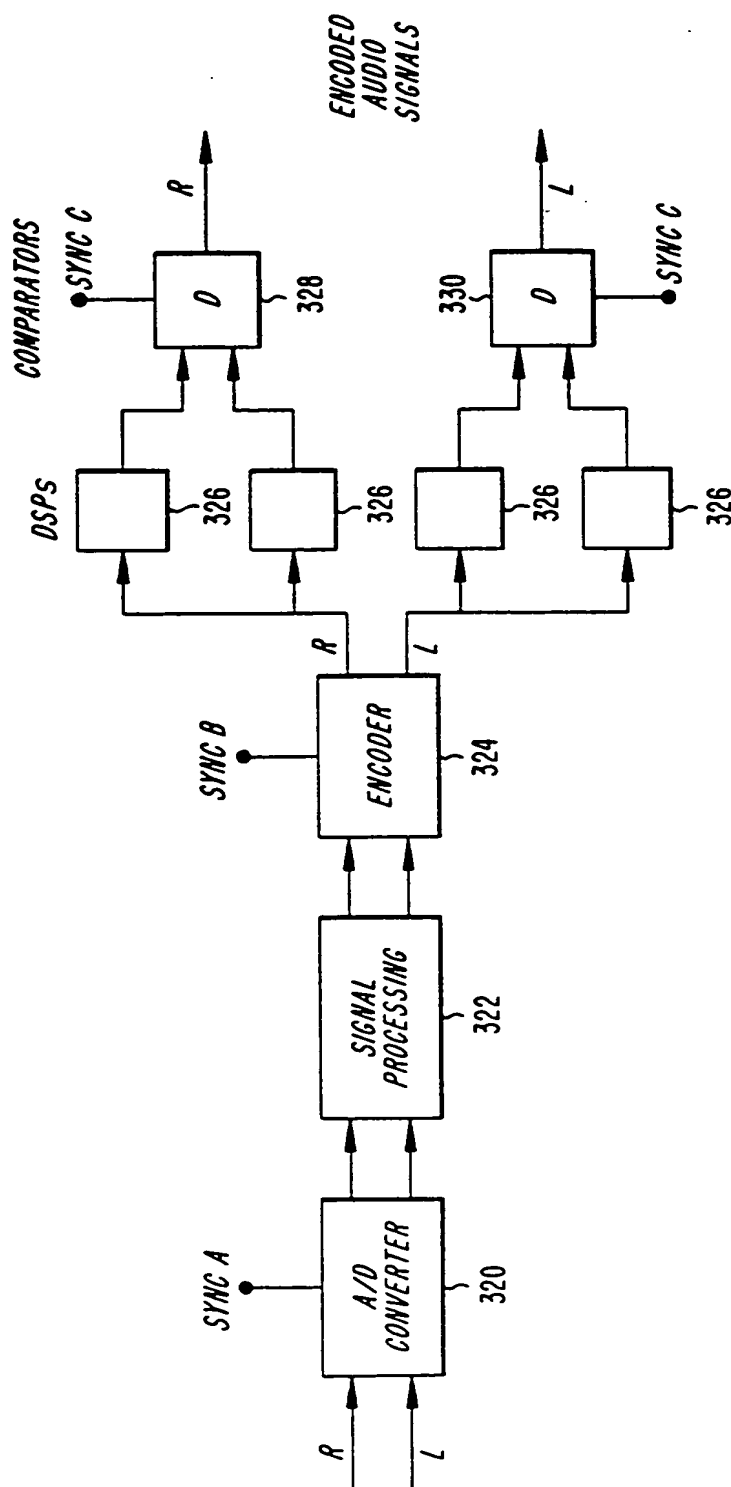 R
L
A/D
CONVERTER
320
SYNC A
SIGNAL
PROCESSING
322
ENCODER
324
SYNC B
R
L
DSPs
326
326
326
326
COMPARATORS
SYNC C
D
328
R
330
D
SYNC C
L
ENCODED
AUDIO
SIGNALS